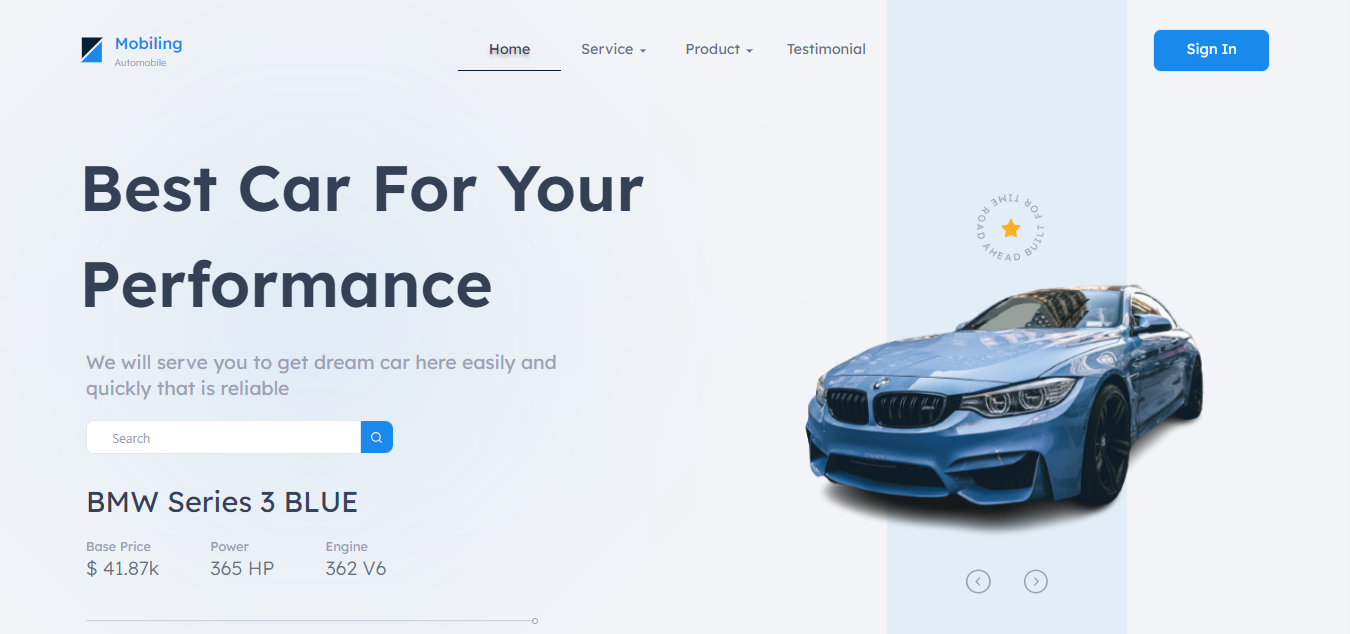 Mobiling
Automobile
Home
Service
Product
Testimonial
Sign In
Best Car For Your
Performance
We will serve you to get dream car here easily and
quickly that is reliable
Search
BMW Series 3 BLUE
Base Price
Power
Engine
$ 41.87k
365 HP
362 V6
BUILT FOR TIME ROAD AHEAD